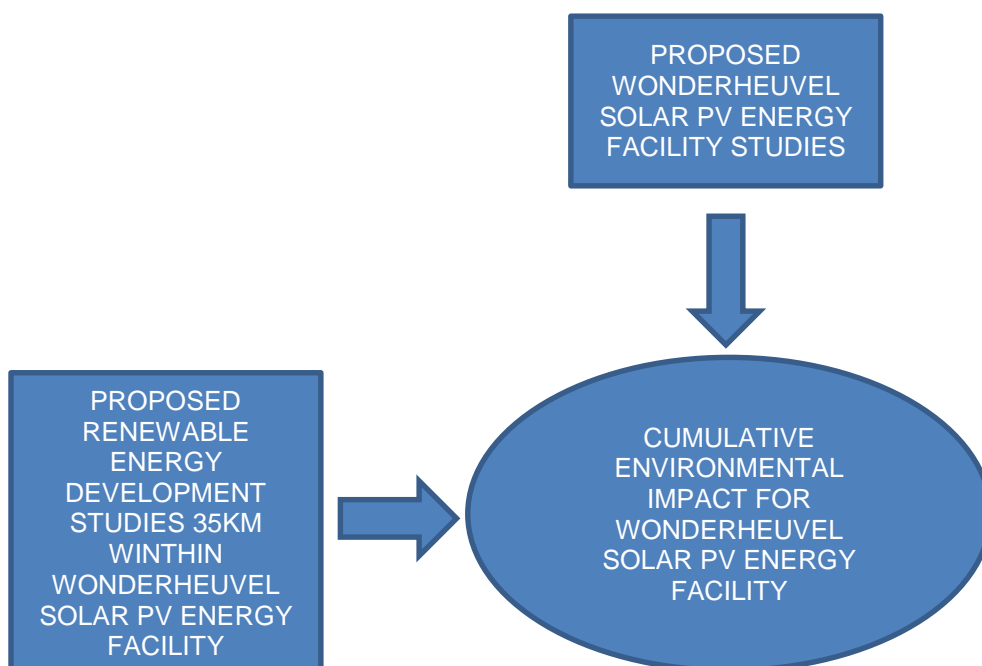 PROPOSED
WONDERHEUVEL
SOLAR PV ENERGY
FACILITY STUDIES
PROPOSED
RENEWABLE
ENERGY
DEVELOPMENT
STUDIES 35KM
WINTHIN
WONDERHEUVEL
SOLAR PV ENERGY
FACILITY
CUMULATIVE
ENVIRONMENTAL
IMPACT FOR
WONDERHEUVEL
SOLAR PV ENERGY
FACILITY